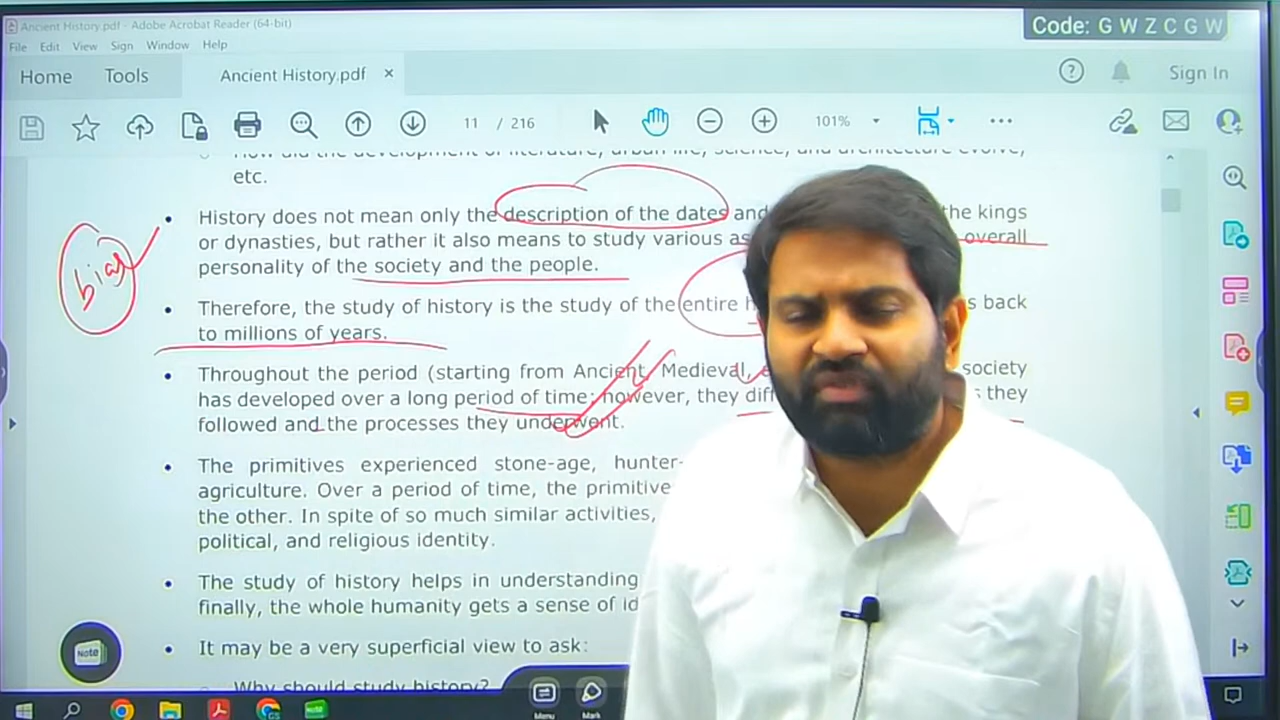 Ancient History.pdf - Adobe Acrobat Reader (64-bit)
Code: G W Z C G W
File Edit View Sign Window Help
Home Tools Ancient History.pdf × Sign In
11 / 216 101%
etc.
• History does not mean only the description of the dates and the kings
or dynasties, but rather it also means to study various overall
personality of the society and the people.
bias
• Therefore, the study of history is the study of the entire back
to millions of years.
• Throughout the period (starting from Ancient, Medieval, society
has developed over a long period of time; however, they they
followed and the processes they underwent.
• The primitives experienced stone-age, hunter-
agriculture. Over a period of time, the primitive
the other. In spite of so much similar activities,
political, and religious identity.
• The study of history helps in understanding
finally, the whole humanity gets a sense of
• It may be a very superficial view to ask:
Why should study history?
Note
Menu Mark